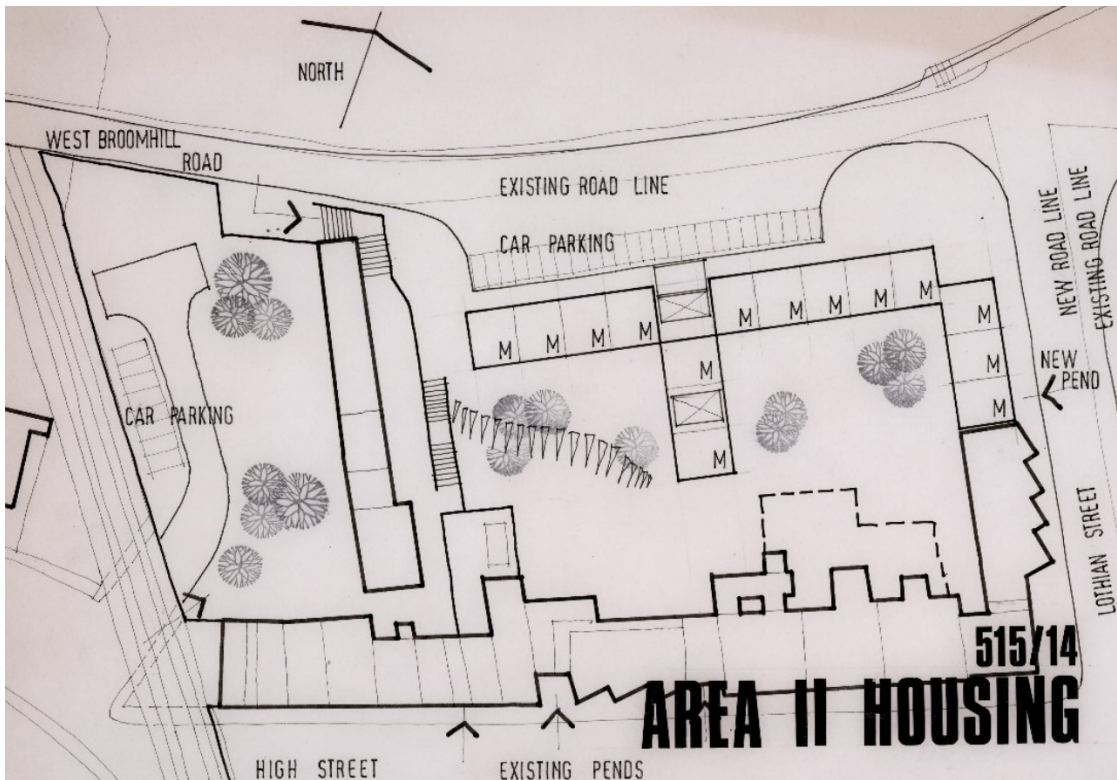 NORTH
WEST BROOMHILL
ROAD
EXISTING ROAD LINE
CAR PARKING
NEW ROAD LINE
EXISTING ROAD LINE
M
M
M
M
M
M
M
M
M
M
M
M
M
M
NEW
PEND
CAR PARKING
LOTHIAN STREET
515/14
AREA II HOUSING
HIGH STREET
EXISTING PENDS